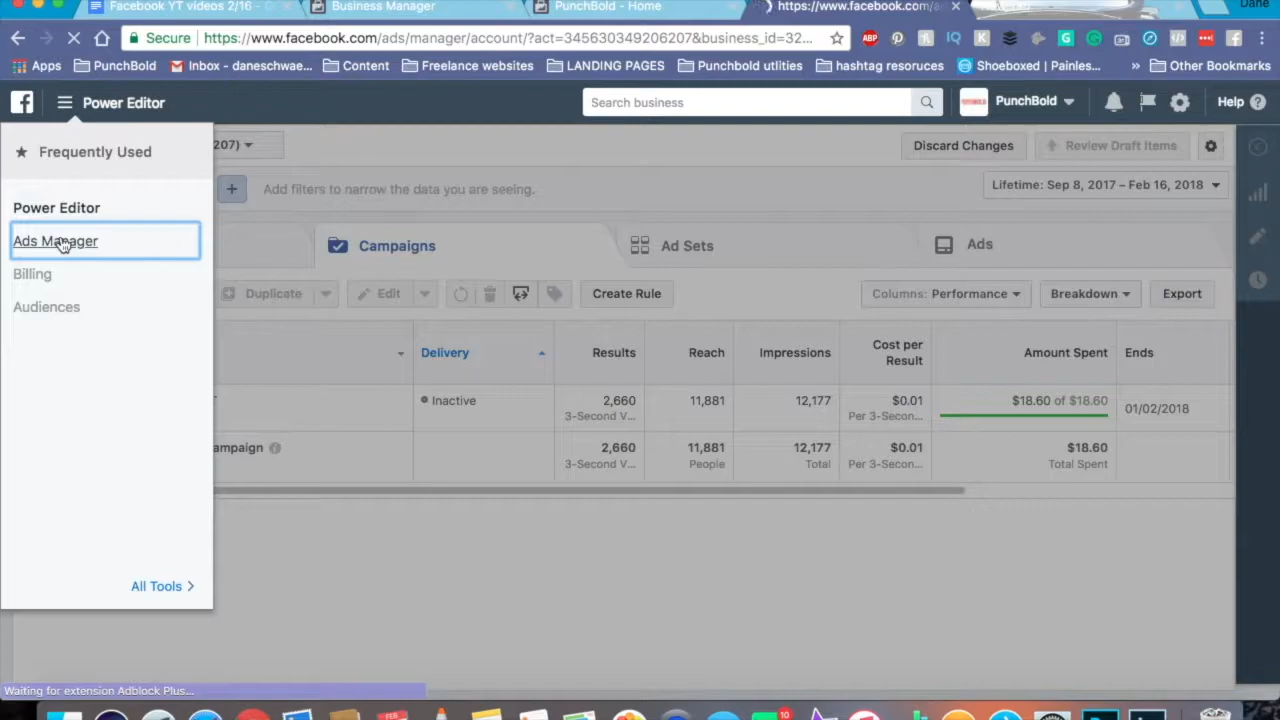 Facebook YT videos 2/16 -
Business Manager
PunchBold - Home
https://www.facebook.com/a
Dane
Secure
https://www.facebook.com/ads/manager/account/?act=345630349206207&business_id=32...
Apps
PunchBold
Inbox - daneschwae...
Content
Freelance websites
LANDING PAGES
Punchbold utlities
hashtag resoruces
Shoeboxed | Painles...
»
Other Bookmarks
Power Editor
Search business
PunchBold
Help
Frequently Used
Power Editor
Ads Manager
Billing
Audiences
All Tools
207)
Discard Changes
Review Draft Items
Add filters to narrow the data you are seeing.
Lifetime: Sep 8, 2017 – Feb 16, 2018
Campaigns
Ad Sets
Ads
Duplicate
Edit
Create Rule
Columns: Performance
Breakdown
Export
Delivery
Results
Reach
Impressions
Cost per
Result
Amount Spent
Ends
Inactive
2,660
3-Second V...
11,881
12,177
$0.01
Per 3-Secon...
$18.60 of $18.60
01/02/2018
ampaign
2,660
3-Second V...
11,881
People
12,177
Total
$0.01
Per 3-Secon...
$18.60
Total Spent
Waiting for extension Adblock Plus...
FEB
10